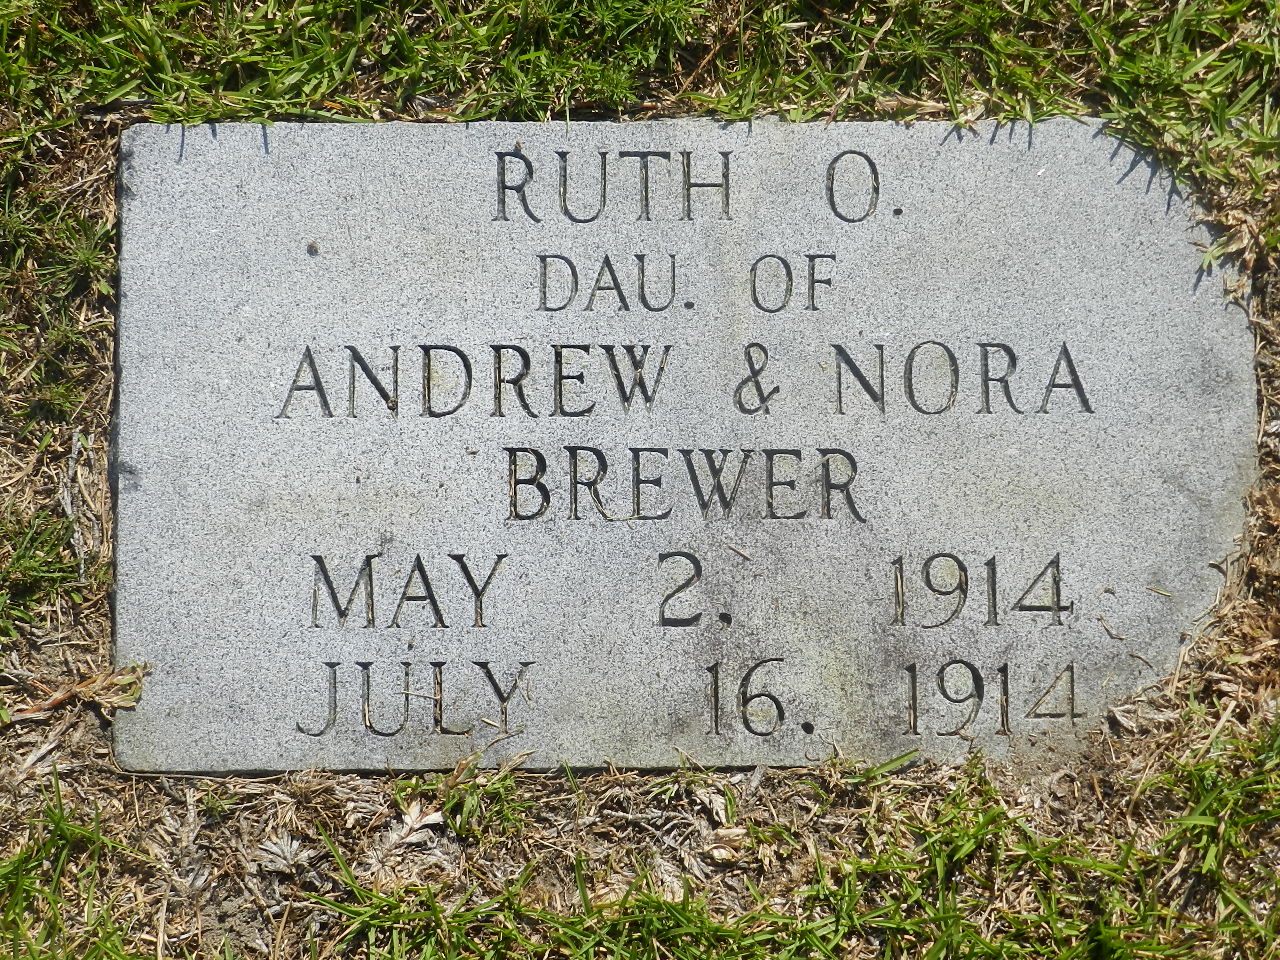 RUTH O.
DAU. OF
ANDREW & NORA
BREWER
MAY 2. 1914
JULY 16. 1914